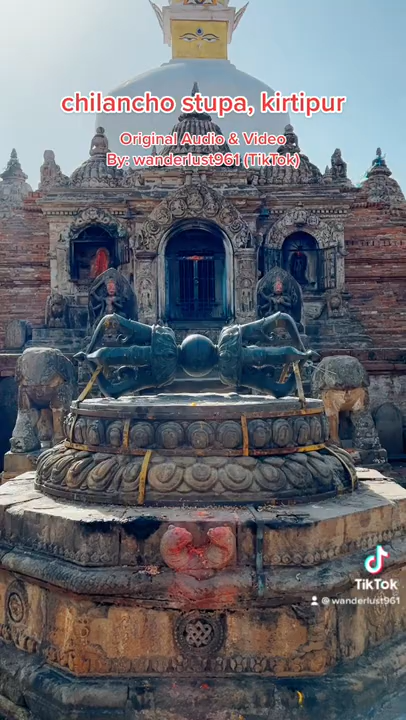 chilancho stupa, kirtipur
Original Audio & Video
By: wanderlust961 (TikTok)
TikTok
@wanderlust961